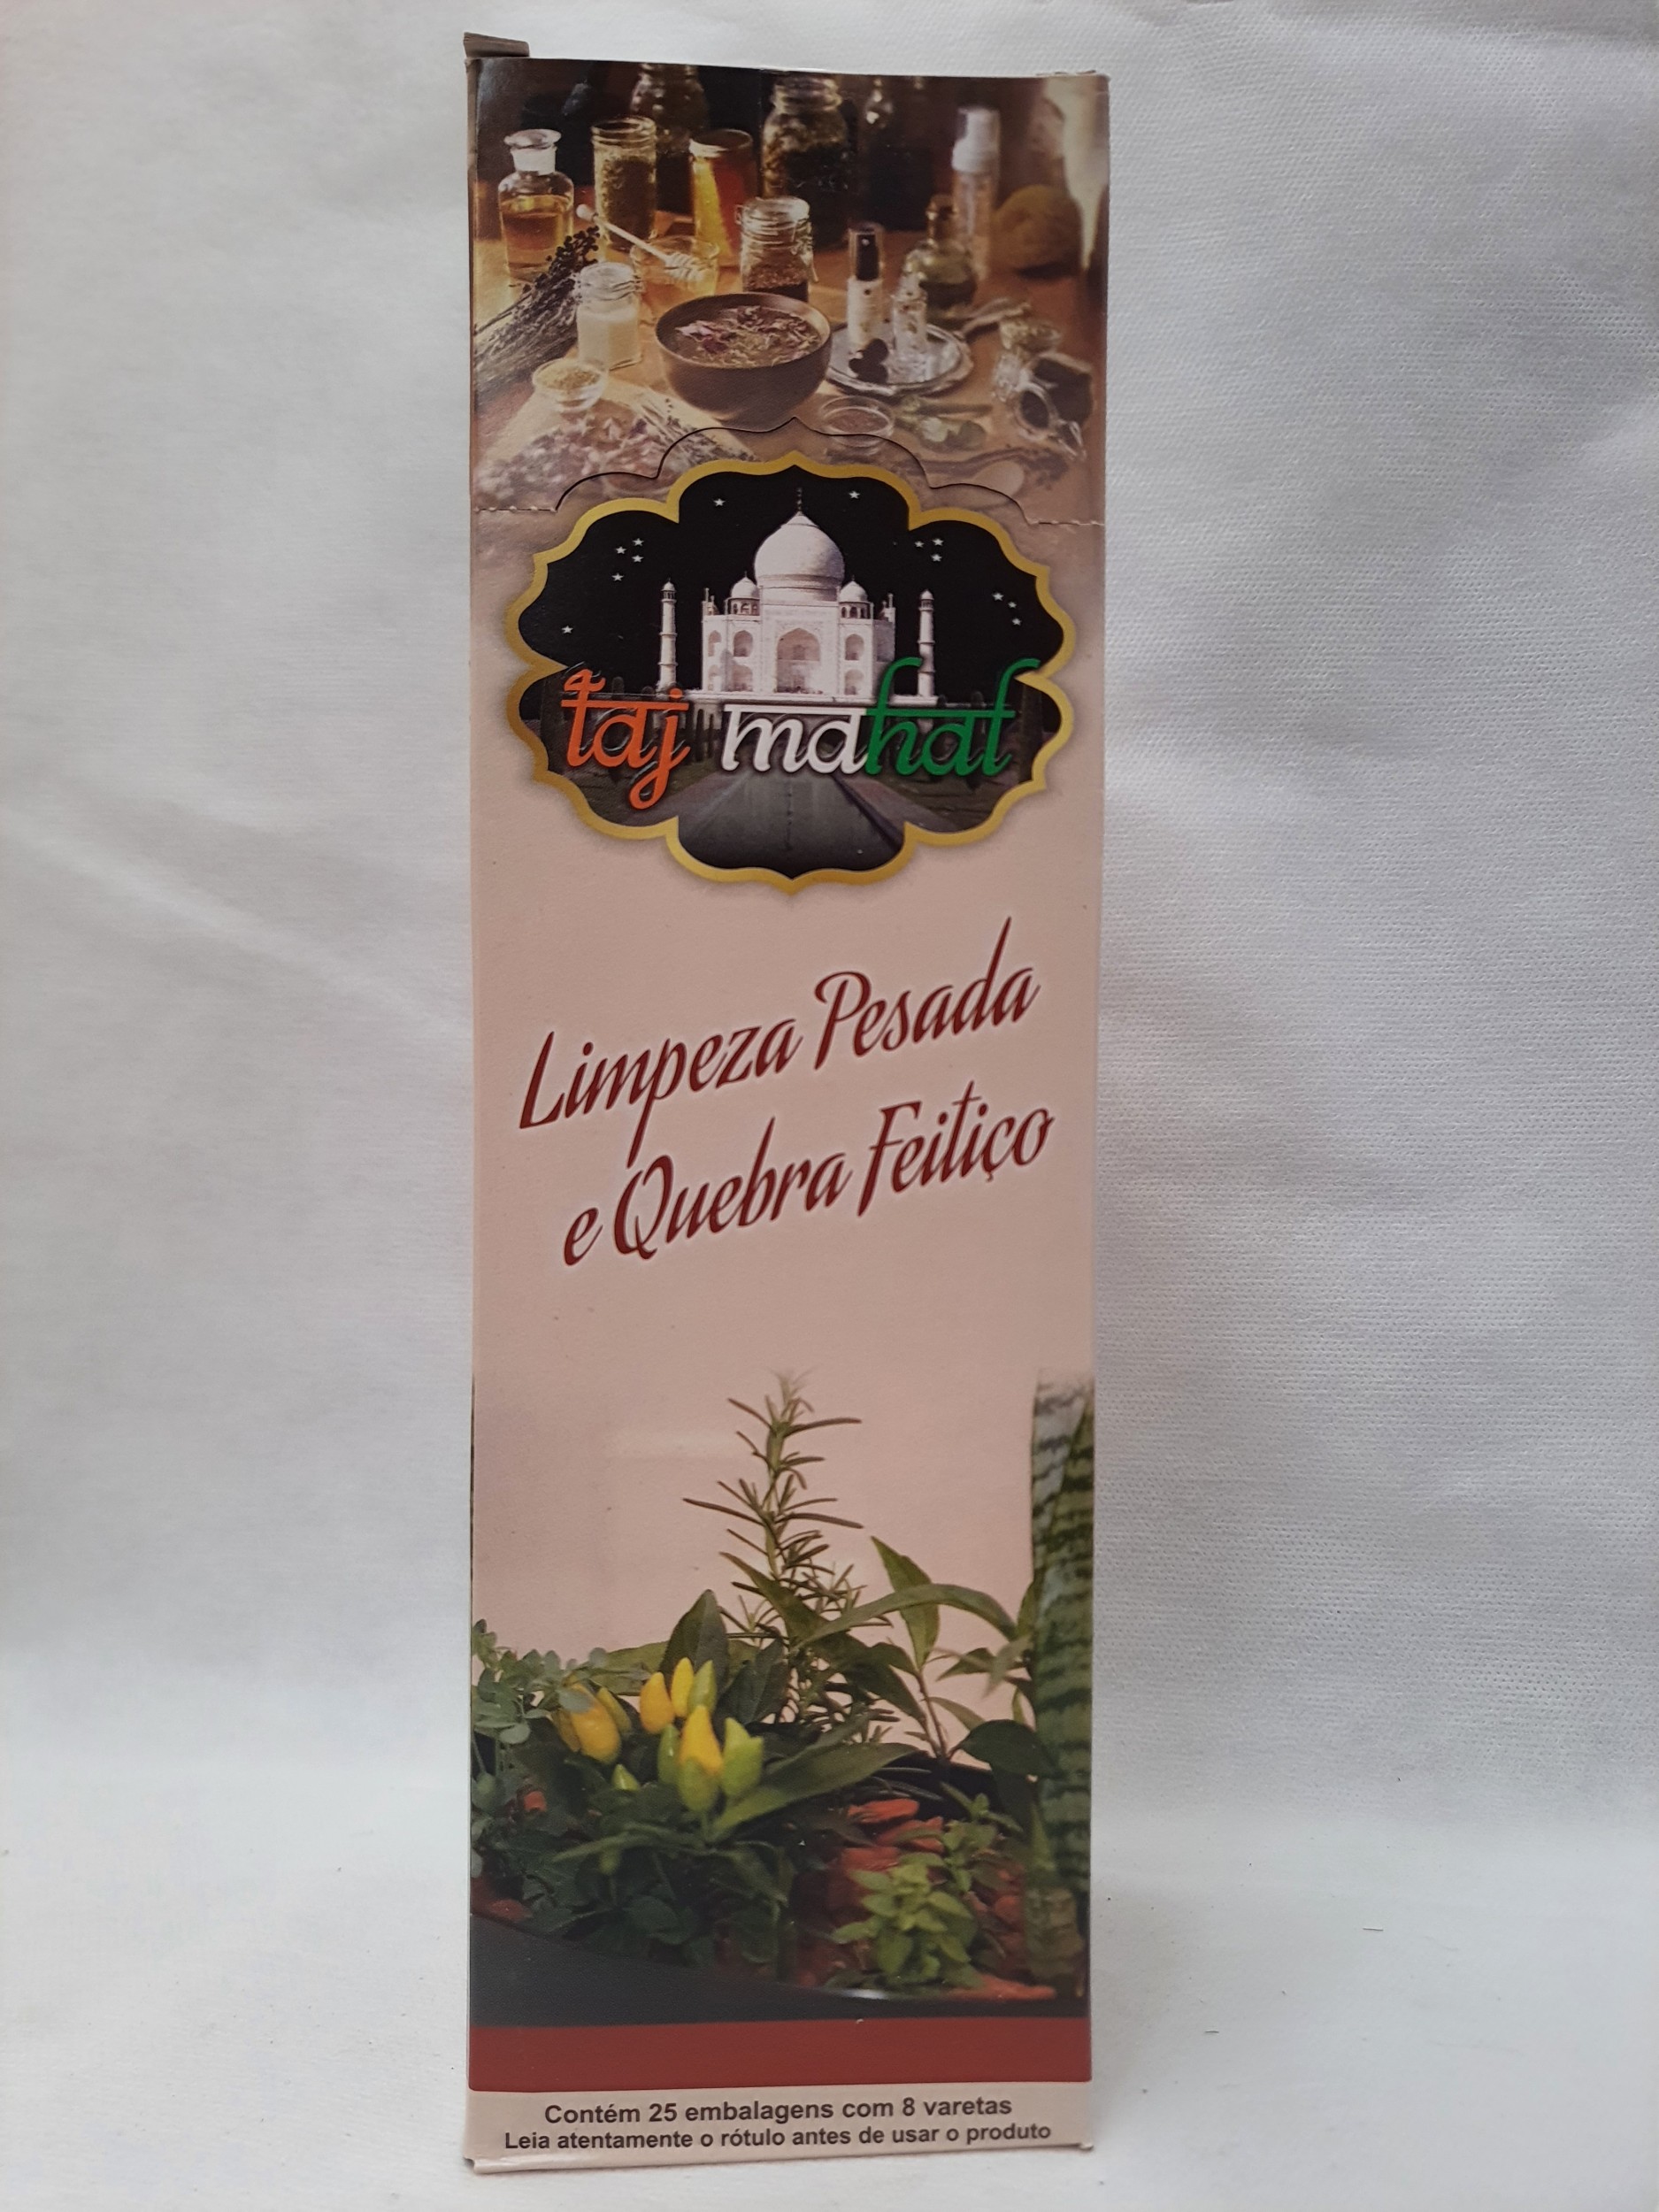 taj mahal
Limpeza Pesada
e Quebra Feitiço
Contém 25 embalagens com 8 varetas
Leia atentamente o rótulo antes de usar o produto